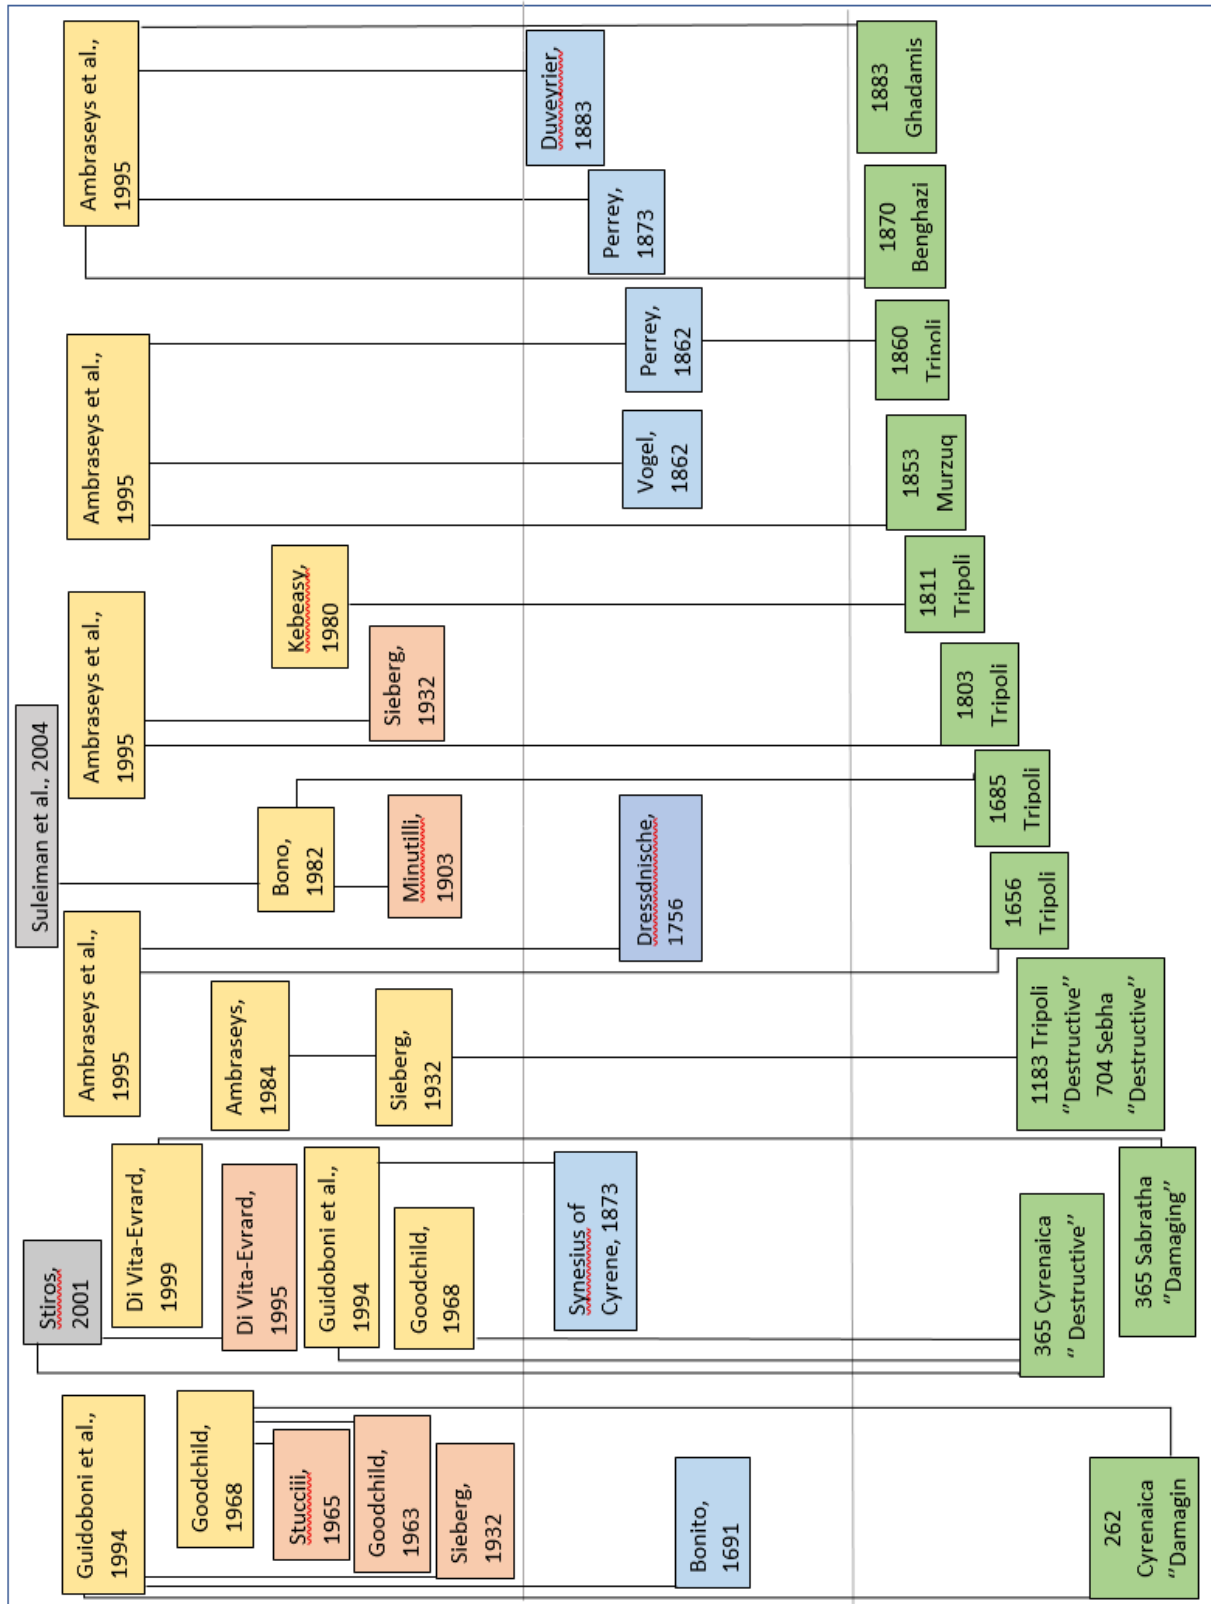 Guidoboni et al.,
1994
Goodchild,
1968
Stucciii,
1965
Goodchild,
1963
Sieberg,
1932
Bonito,
1691
262
Cyrenaica
‘’Damagin
Stiros,
2001
Di Vita-Evrard,
1999
Di Vita-Evrard,
1995
Guidoboni et al.,
1994
Goodchild,
1968
Synesius of
Cyrene, 1873
365 Cyrenaica
‘’ Destructive’’
365 Sabratha
‘’Damaging’’
Suleiman et al., 2004
Ambraseys et al.,
1995
Ambraseys,
1984
Sieberg,
1932
1183 Tripoli
‘’Destructive’’
704 Sebha
‘’Destructive’’
Dressdnische,
1756
1656
Tripoli
Bono,
1982
Minutilli,
1903
1685
Tripoli
Ambraseys et al.,
1995
Sieberg,
1932
1803
Tripoli
Kebeasy,
1980
1811
Tripoli
Ambraseys et al.,
1995
Vogel,
1862
1853
Murzuq
Perrey,
1862
1860
Tripoli
Ambraseys et al.,
1995
Perrey,
1873
1870
Benghazi
Duveyrier,
1883
1883
Ghadamis